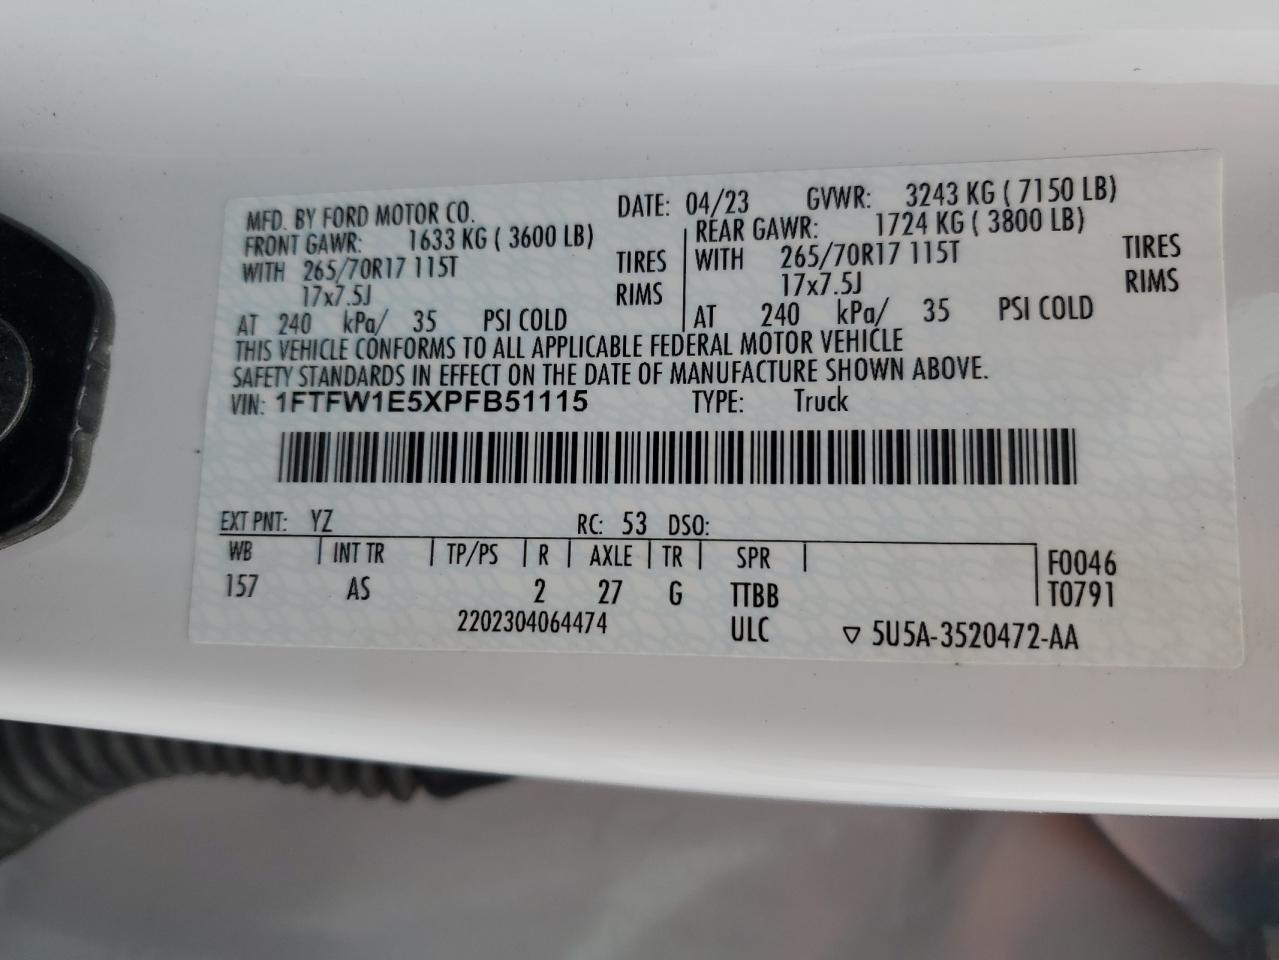 MFD. BY FORD MOTOR CO. DATE: 04/23 GVWR: 3243 KG ( 7150 LB)
FRONT GAWR: 1633 KG ( 3600 LB) REAR GAWR: 1724 KG ( 3800 LB)
WITH 265/70R17 115T TIRES WITH 265/70R17 115T TIRES
17x7.5J RIMS 17x7.5J RIMS
AT 240 kPa/ 35 PSI COLD AT 240 kPa/ 35 PSI COLD
THIS VEHICLE CONFORMS TO ALL APPLICABLE FEDERAL MOTOR VEHICLE
SAFETY STANDARDS IN EFFECT ON THE DATE OF MANUFACTURE SHOWN ABOVE.
VIN: 1FTFW1E5XPFB51115 TYPE: Truck
EXT PNT: YZ RC: 53 DSO:
WB INT TR TP/PS R AXLE TR SPR F0046
157 AS 2 27 G TTBB T0791
2202304064474 ULC ▽ 5U5A-3520472-AA